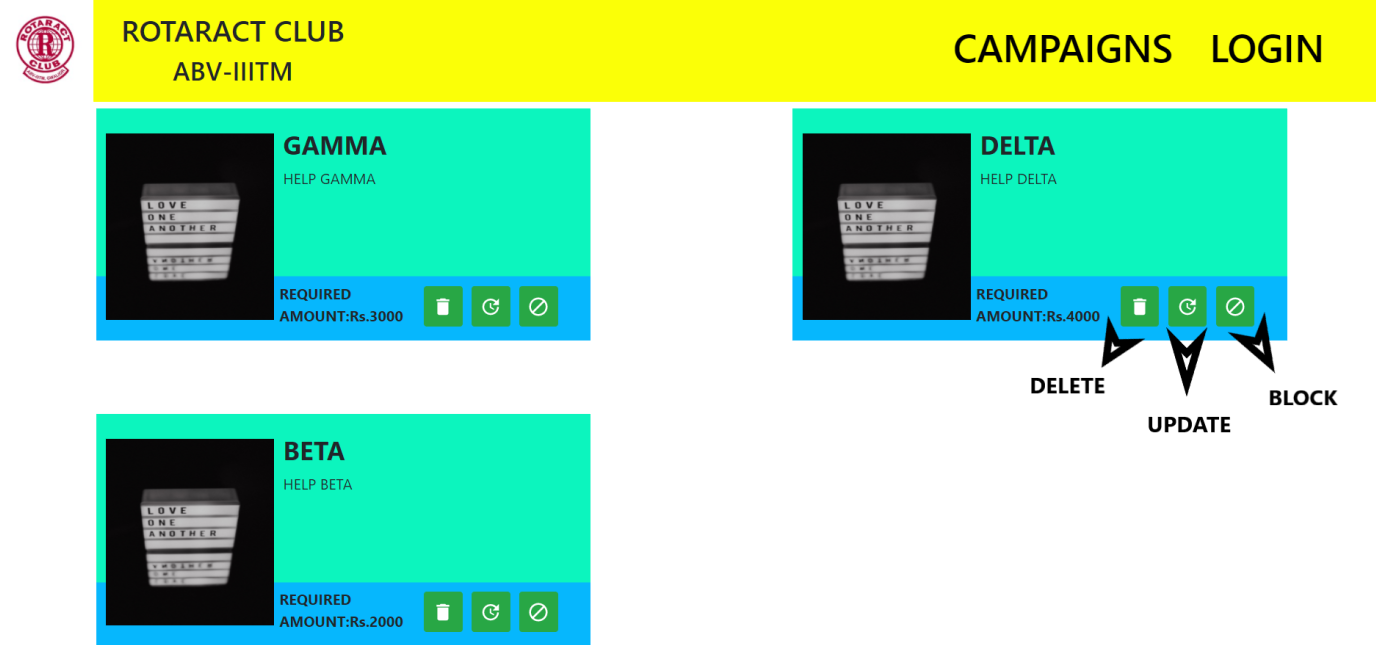 ROTARACT
R
CLUB
ROTARACT CLUB
ABV-IIITM
CAMPAIGNS LOGIN
GAMMA
HELP GAMMA
LOVE
ONE
ANOTHER
REQUIRED
AMOUNT:Rs.3000
DELTA
HELP DELTA
LOVE
ONE
ANOTHER
REQUIRED
AMOUNT:Rs.4000
DELETE
UPDATE
BLOCK
BETA
HELP BETA
LOVE
ONE
ANOTHER
REQUIRED
AMOUNT:Rs.2000